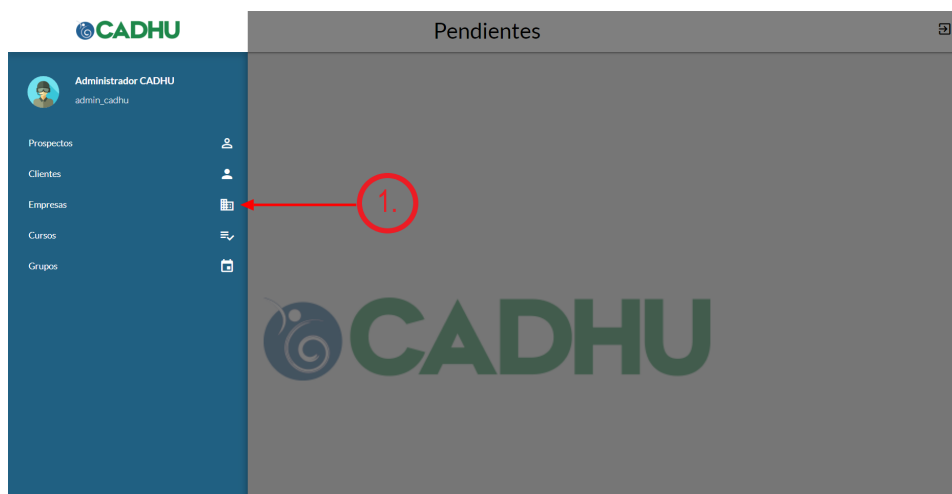 CADHU
Pendientes
Administrador CADHU
admin_cadhu
Prospectos
Clientes
Empresas
1.
Cursos
Grupos
CADHU